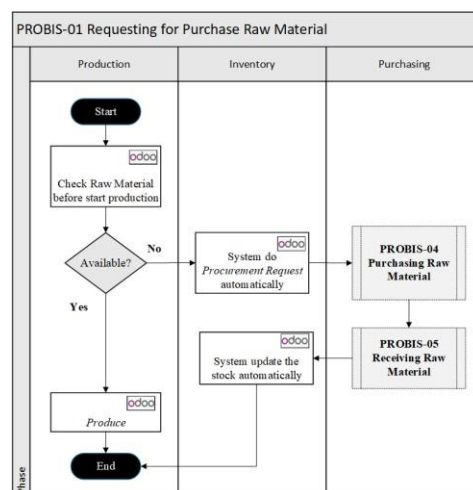 PROBIS-01 Requesting for Purchase Raw Material
Production
Inventory
Purchasing
Start
odoo
Check Raw Material
before start production
Available?
No
Yes
odoo
System do
Procurement Request
automatically
PROBIS-04
Purchasing Raw
Material
PROBIS-05
Receiving Raw
Material
odoo
System update the
stock automatically
odoo
Produce
End
Phase